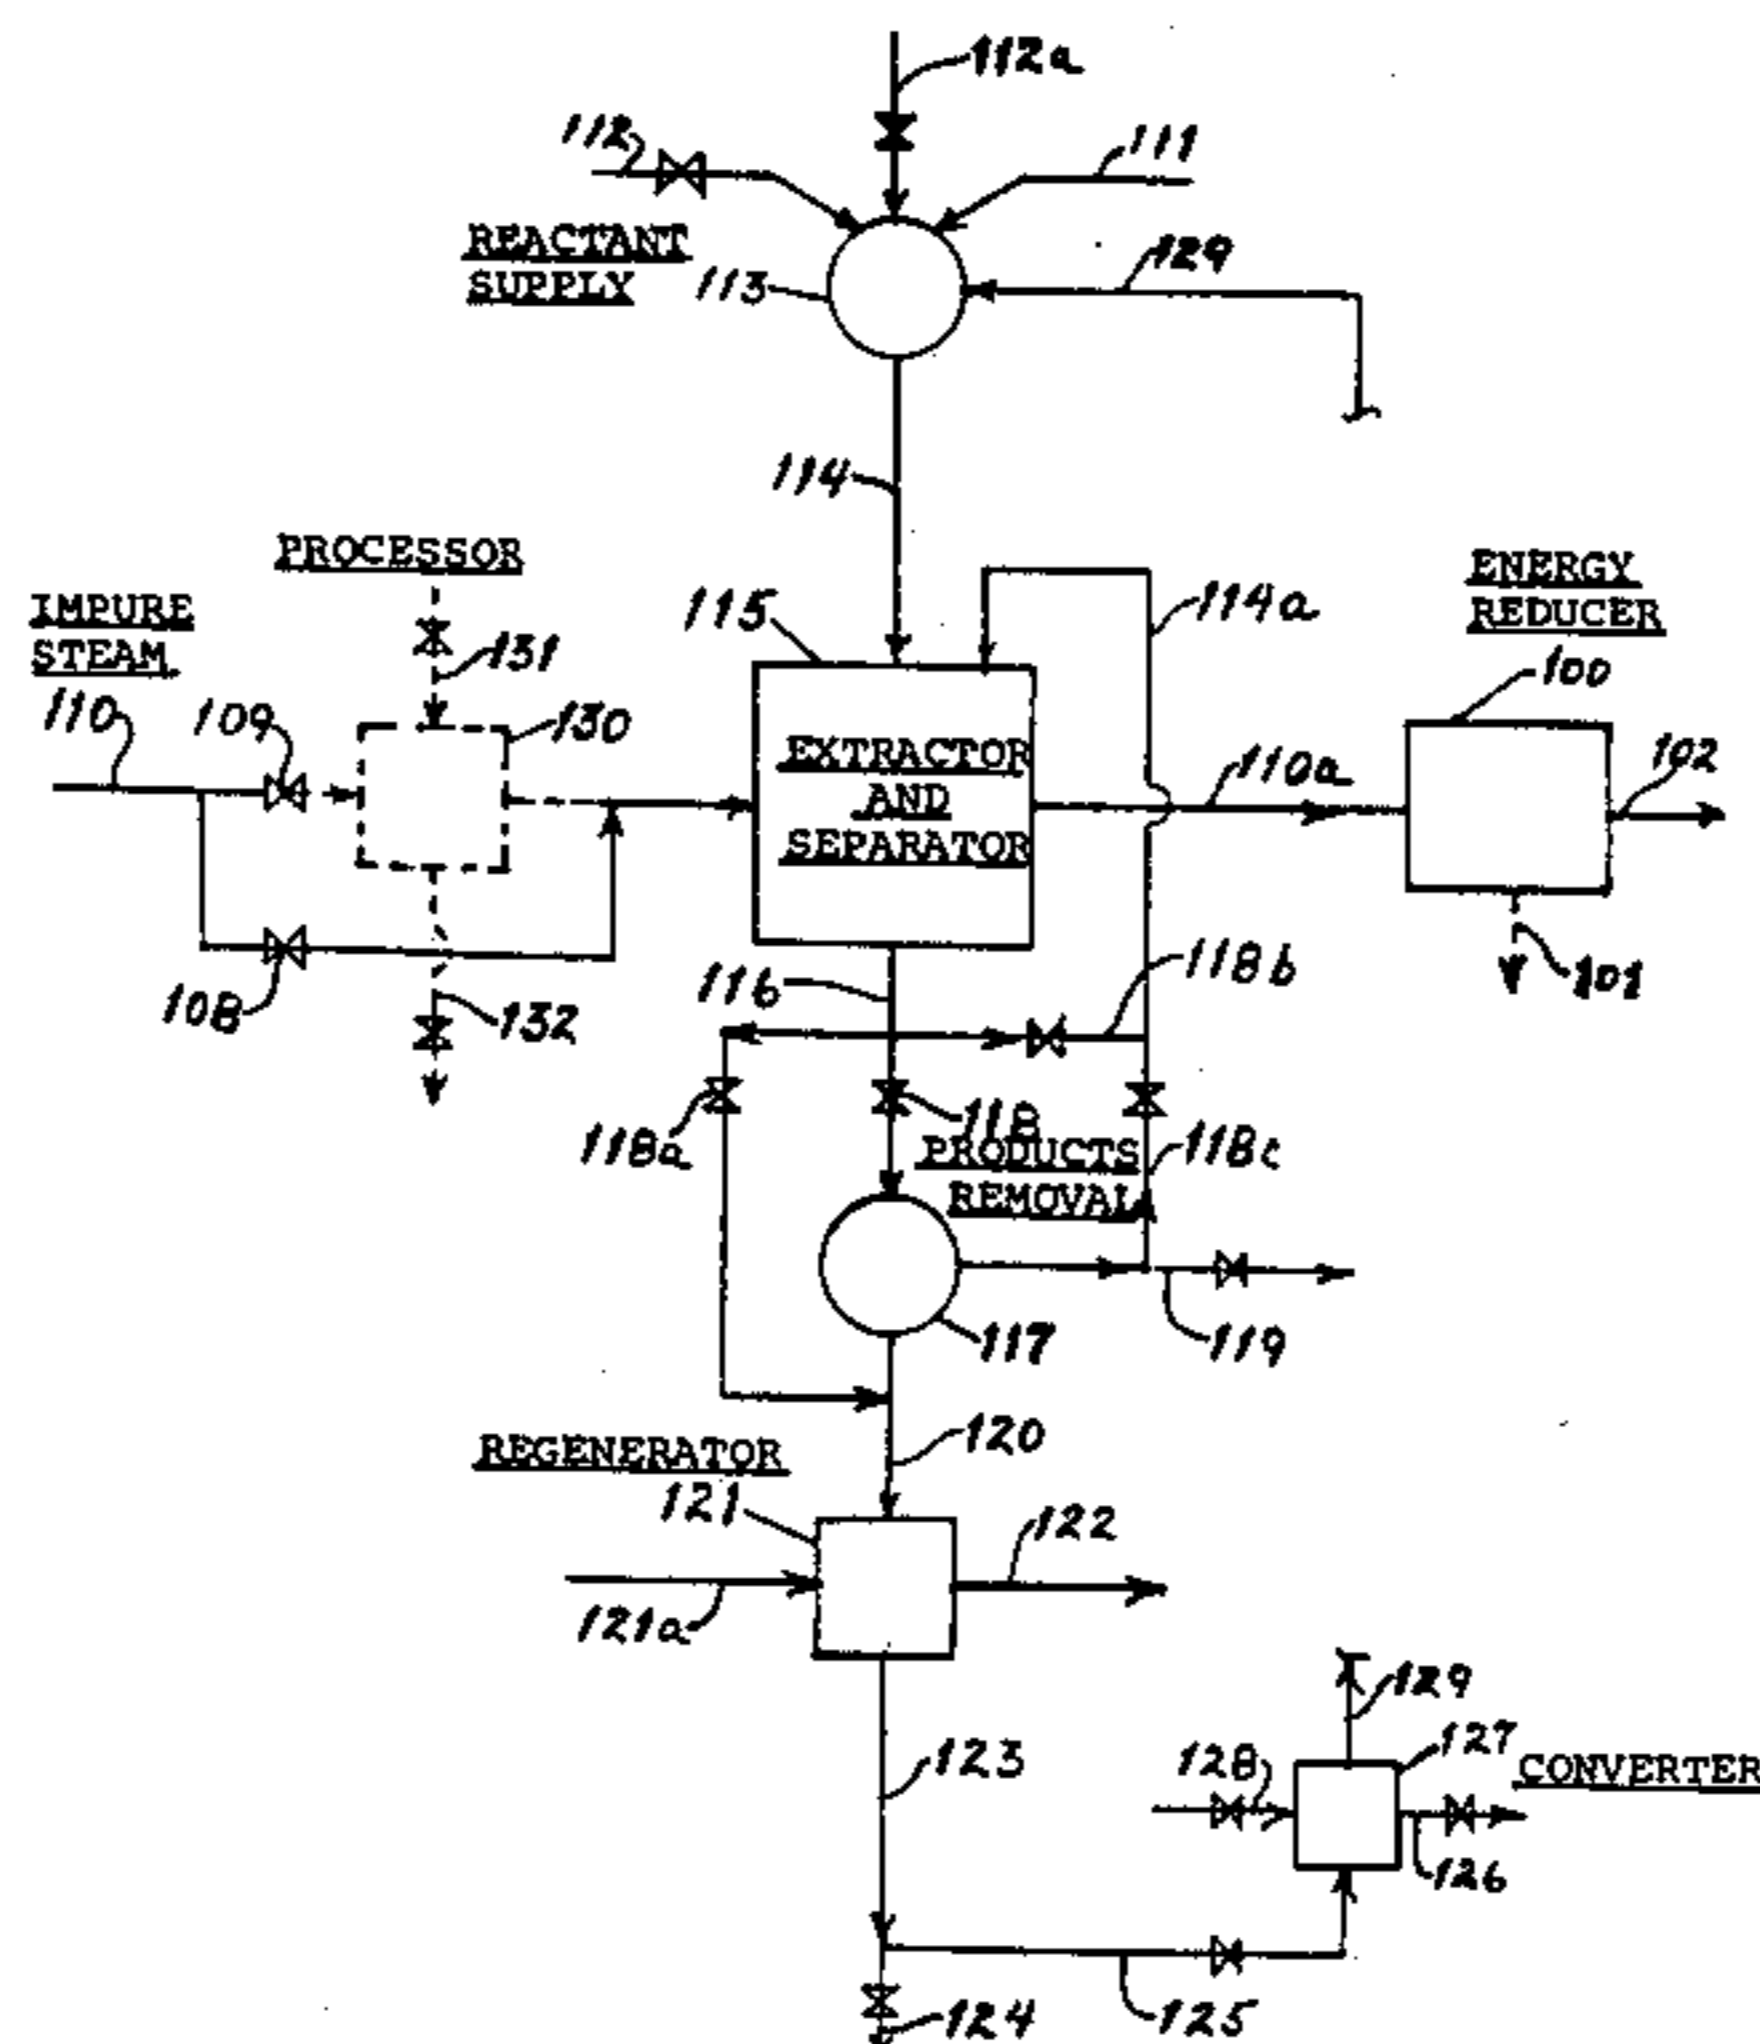 112a
112
111
REACTANT
SUPPLY
113
129
114
PROCESSOR
ENERGY
REDUCER
IMPURE
STEAM
115
114a
131
100
110
109
130
EXTRACTOR
AND
SEPARATOR
110a
102
116
118b
101
108
132
118a
118
118c
PRODUCTS
REMOVAL
117
119
120
REGENERATOR
121
122
121a
129
123
128
127
CONVERTER
126
124
125